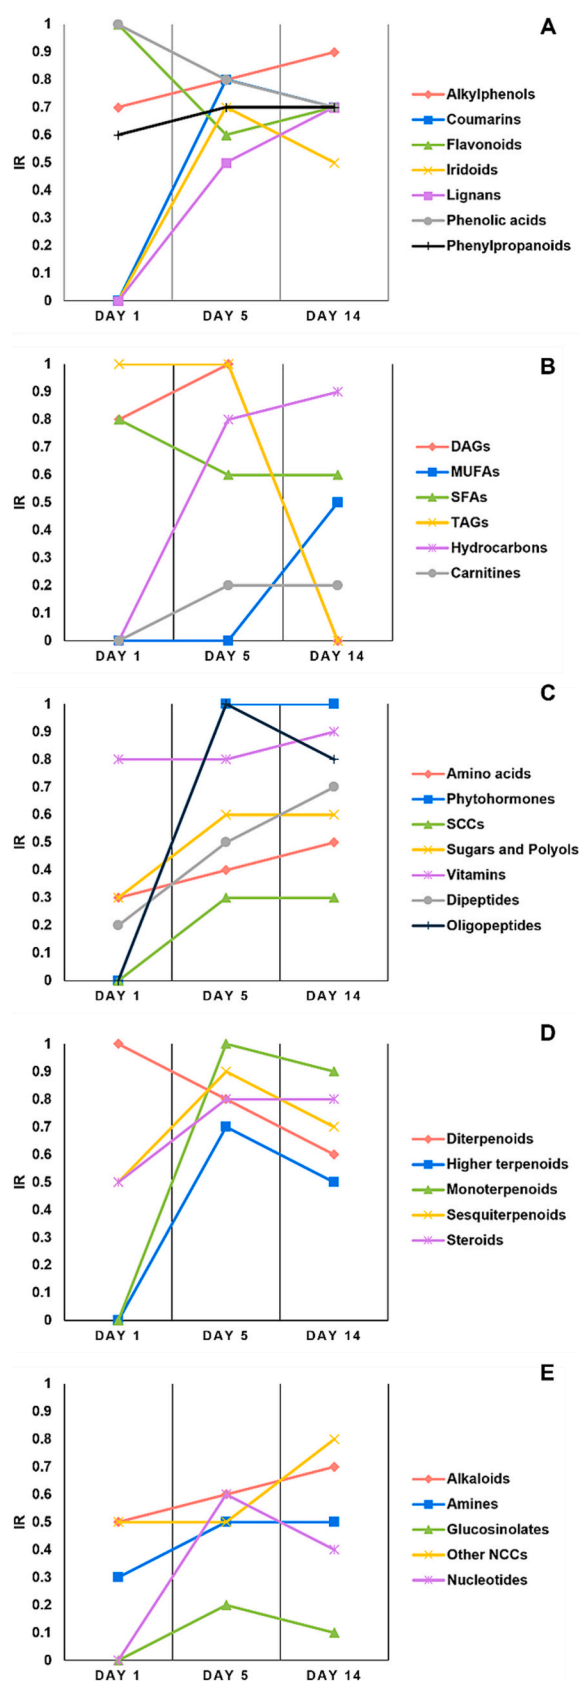 A
1
0.9
0.8
0.7
0.6
0.5
0.4
0.3
0.2
0.1
0
IR
DAY 1 DAY 5 DAY 14
Alkylphenols
Coumarins
Flavonoids
Iridoids
Lignans
Phenolic acids
Phenylpropanoids
B
1
0.9
0.8
0.7
0.6
0.5
0.4
0.3
0.2
0.1
0
IR
DAY 1 DAY 5 DAY 14
DAGs
MUFAs
SFAs
TAGs
Hydrocarbons
Carnitines
C
1
0.9
0.8
0.7
0.6
0.5
0.4
0.3
0.2
0.1
0
IR
DAY 1 DAY 5 DAY 14
Amino acids
Phytohormones
SCCs
Sugars and Polyols
Vitamins
Dipeptides
Oligopeptides
D
1
0.9
0.8
0.7
0.6
0.5
0.4
0.3
0.2
0.1
0
IR
DAY 1 DAY 5 DAY 14
Diterpenoids
Higher terpenoids
Monoterpenoids
Sesquiterpenoids
Steroids
E
1
0.9
0.8
0.7
0.6
0.5
0.4
0.3
0.2
0.1
0
IR
DAY 1 DAY 5 DAY 14
Alkaloids
Amines
Glucosinolates
Other NCCs
Nucleotides